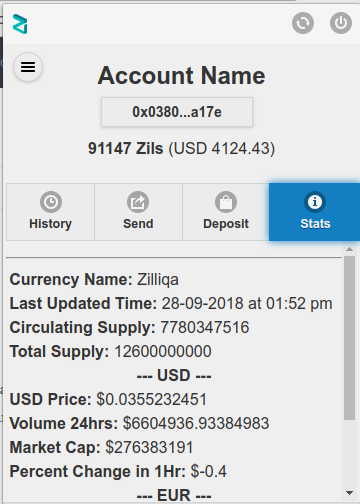 Account Name
0x0380...a17e
91147 Zils (USD 4124.43)
History
Send
Deposit
Stats
Currency Name: Zilliqa
Last Updated Time: 28-09-2018 at 01:52 pm
Circulating Supply: 7780347516
Total Supply: 12600000000
--- USD ---
USD Price: $0.0355232451
Volume 24hrs: $6604936.93384983
Market Cap: $276383191
Percent Change in 1Hr: $-0.4
--- EUR ---